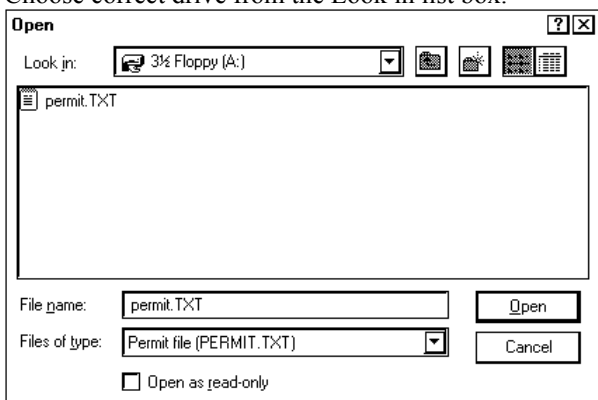 Choose correct drive from the Look in list box.
Open
Look in: 3½ Floppy (A:)
permit.TXT
File name: permit.TXT Open
Files of type: Permit file (PERMIT.TXT) Cancel
Open as read-only